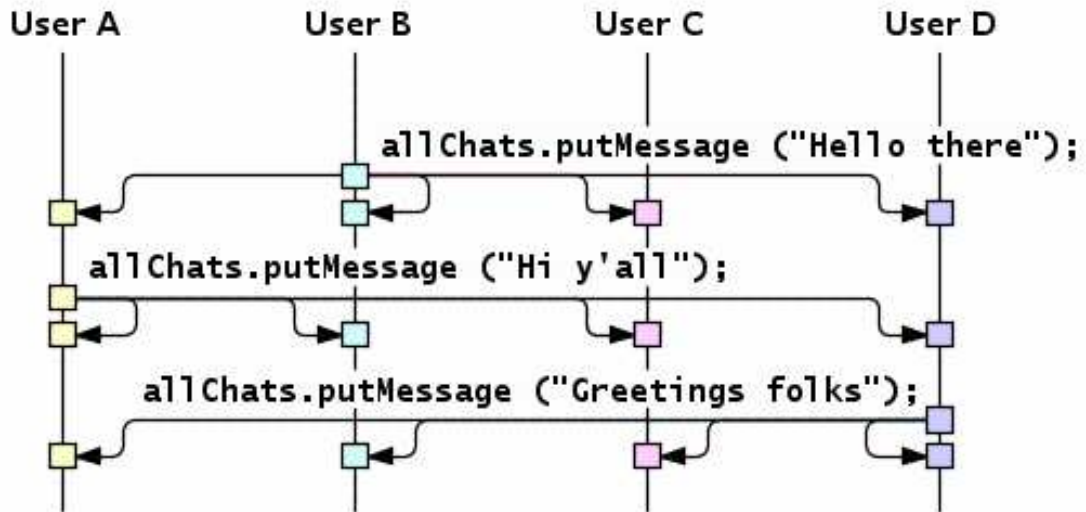 User A User B User C User D
allChats.putMessage ("Hello there");
allChats.putMessage ("Hi y'all");
allChats.putMessage ("Greetings folks");